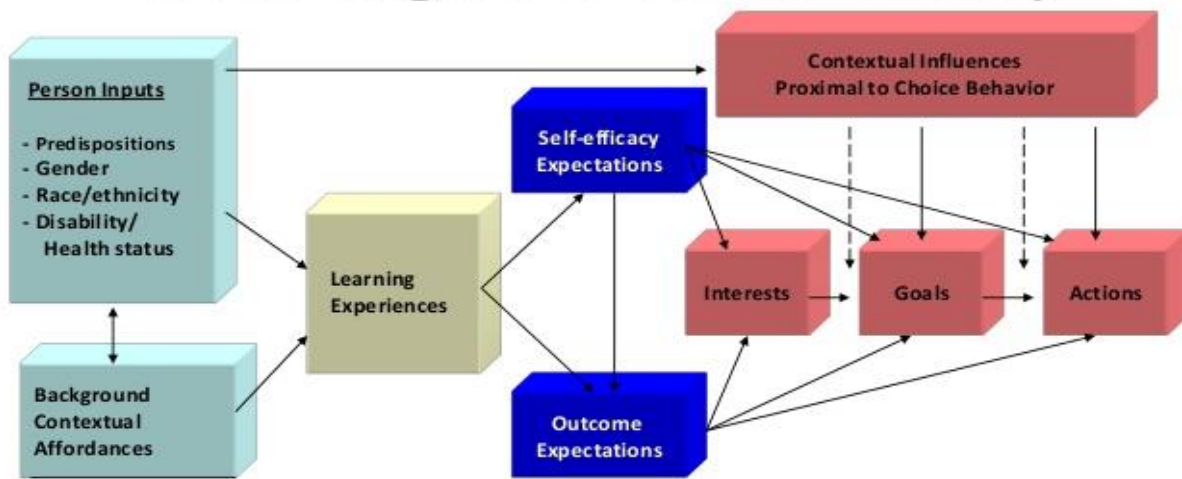 Person Inputs
- Predispositions
- Gender
- Race/ethnicity
- Disability/
Health status
Background
Contextual
Affordances
Learning
Experiences
Self-efficacy
Expectations
Outcome
Expectations
Contextual Influences
Proximal to Choice Behavior
Interests
Goals
Actions